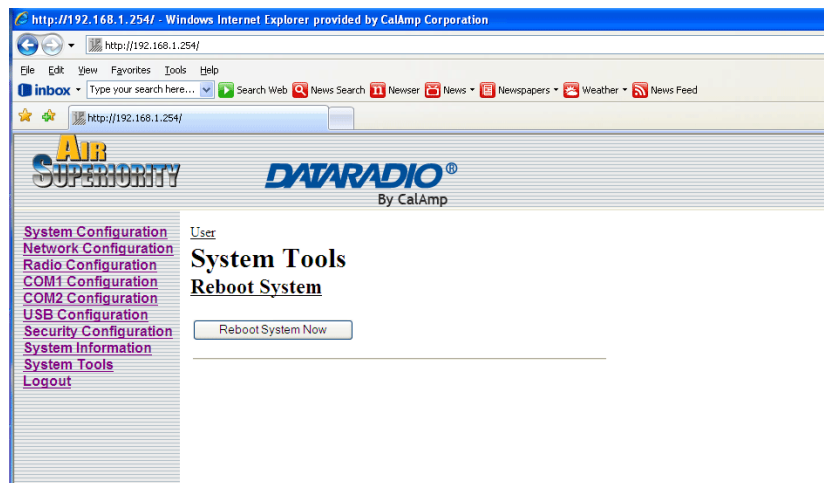 http://192.168.1.254/ - Windows Internet Explorer provided by CalAmp Corporation
http://192.168.1.254/
File Edit View Favorites Tools Help
inbox Type your search here... Search Web News Search Newser News Newspapers Weather News Feed
http://192.168.1.254/
AIR
SUPERIORITY
DATARADIO®
By CalAmp
System Configuration
Network Configuration
Radio Configuration
COM1 Configuration
COM2 Configuration
USB Configuration
Security Configuration
System Information
System Tools
Logout
User
System Tools
Reboot System
Reboot System Now